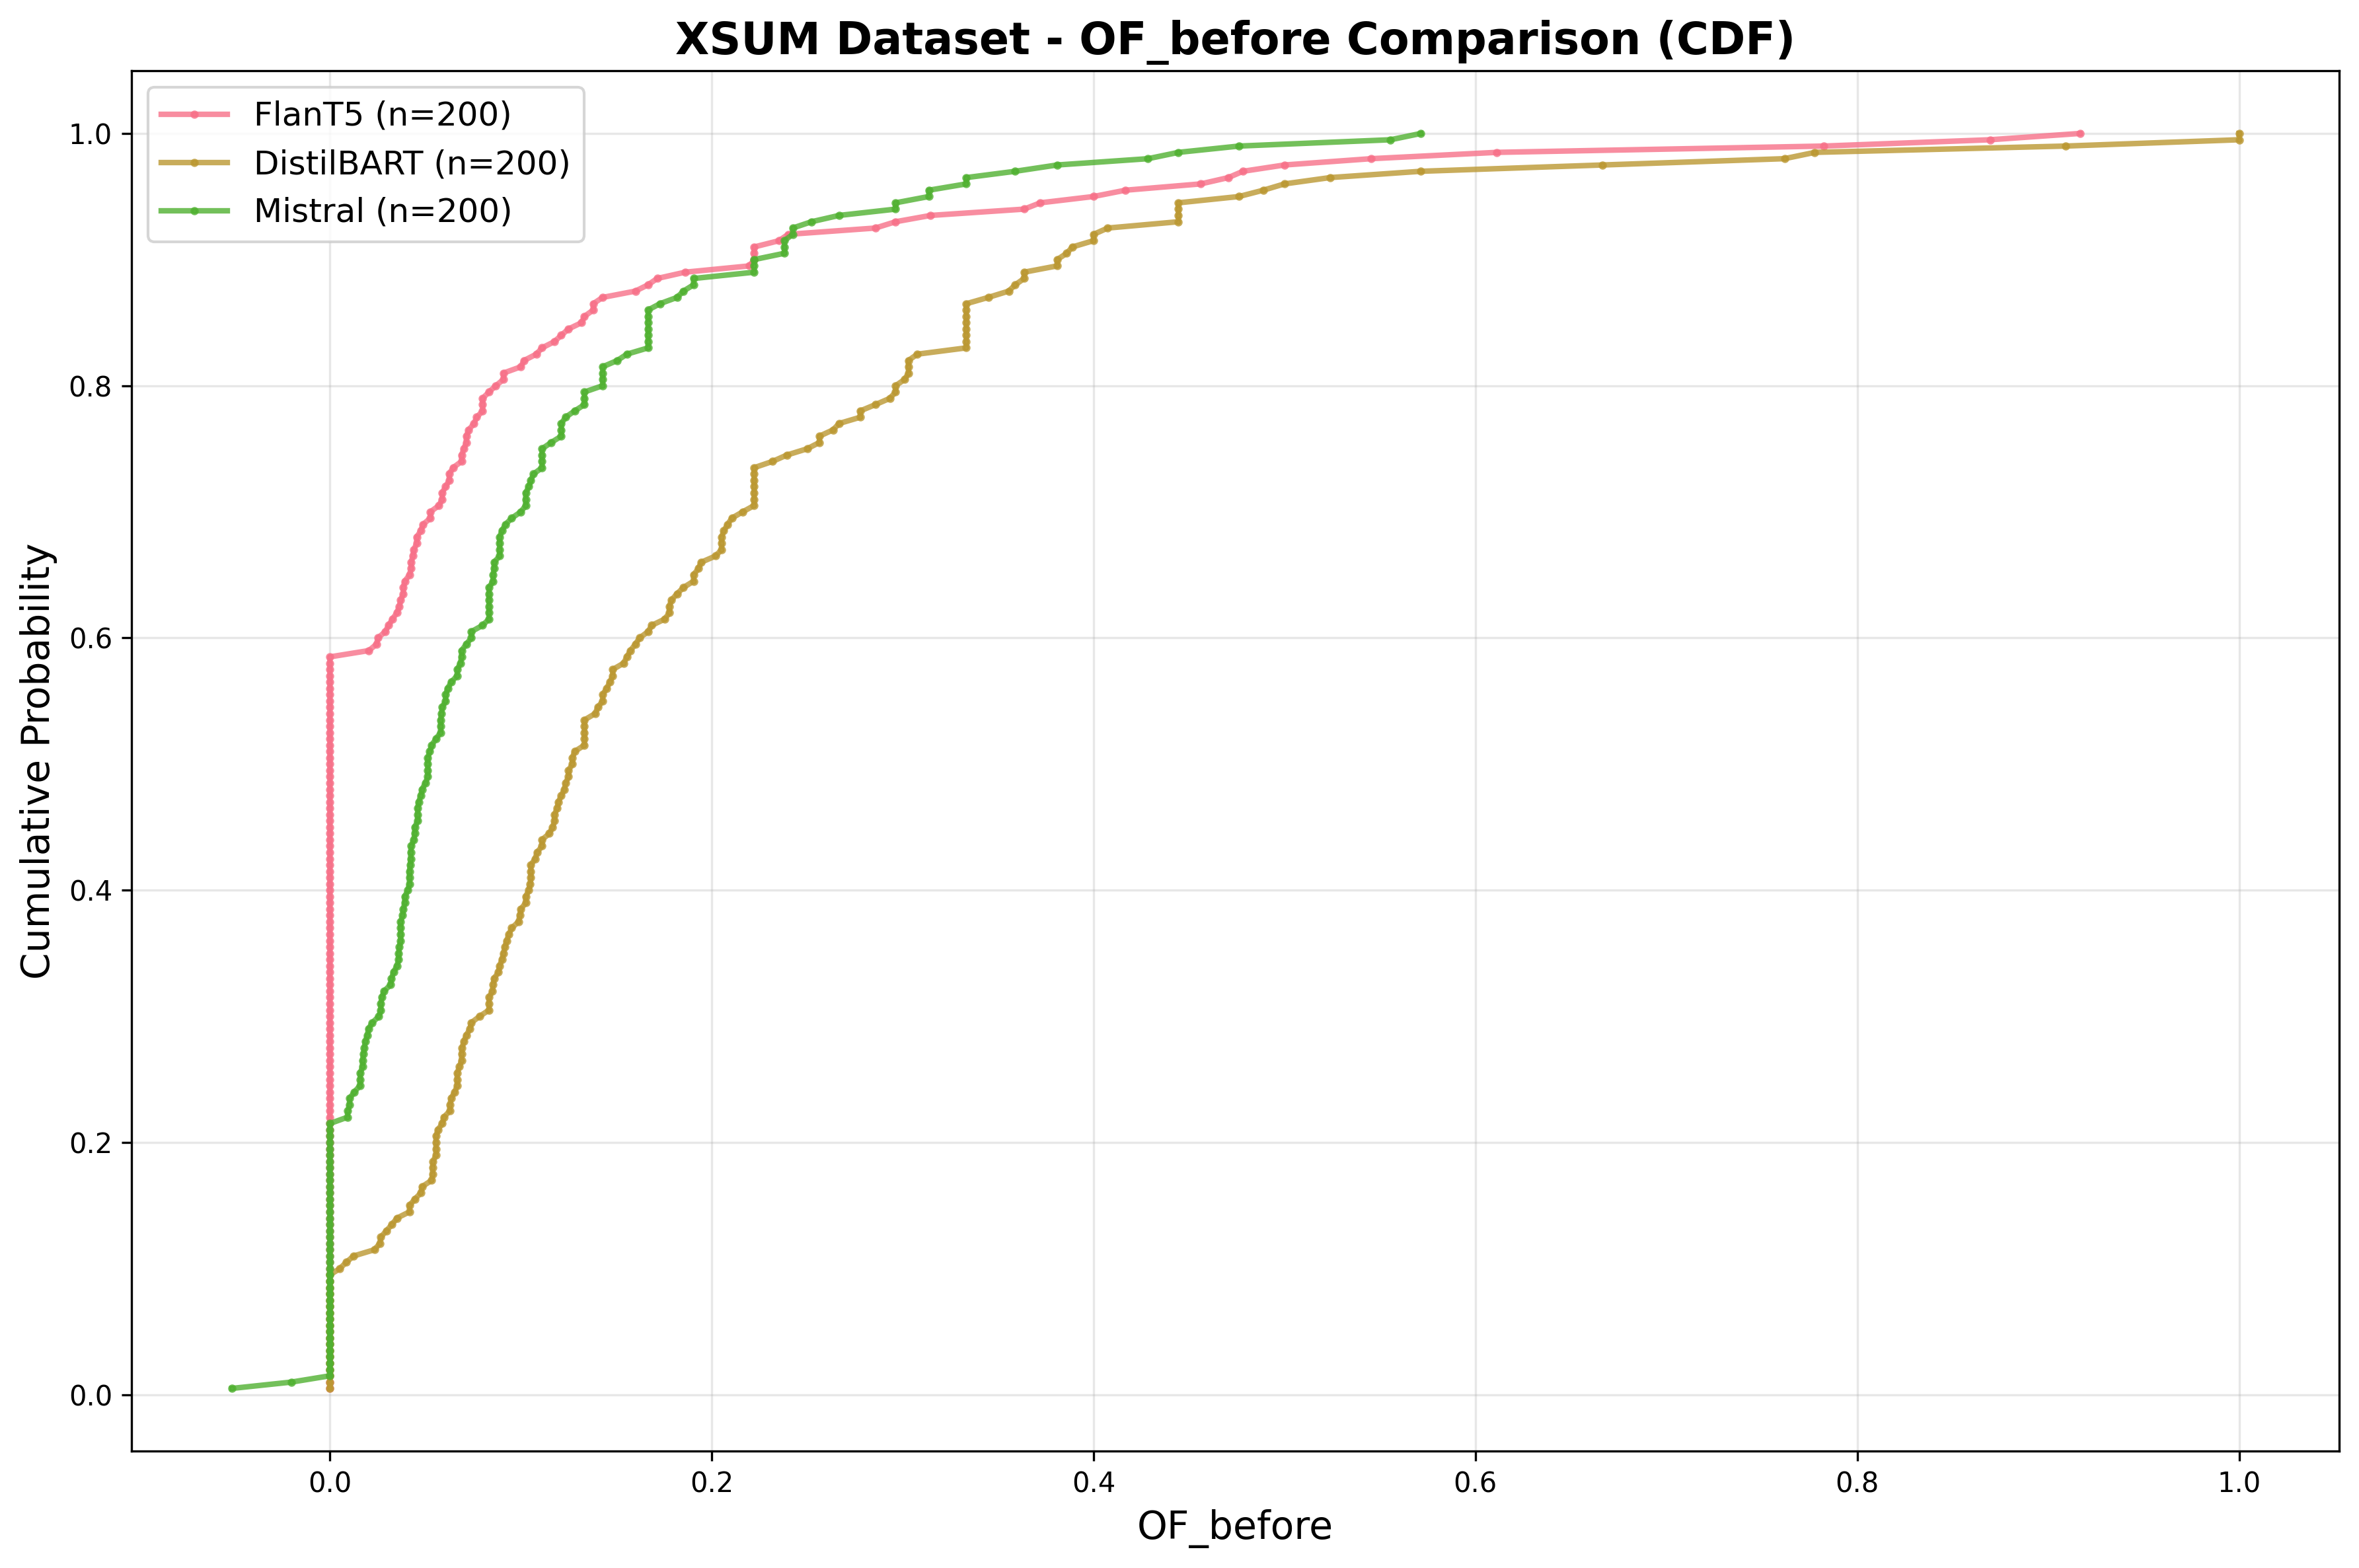 XSUM Dataset - OF_before Comparison (CDF)
FlanT5 (n=200)
DistilBART (n=200)
Mistral (n=200)
Cumulative Probability
1.0
0.8
0.6
0.4
0.2
0.0
0.0 0.2 0.4 0.6 0.8 1.0
OF_before